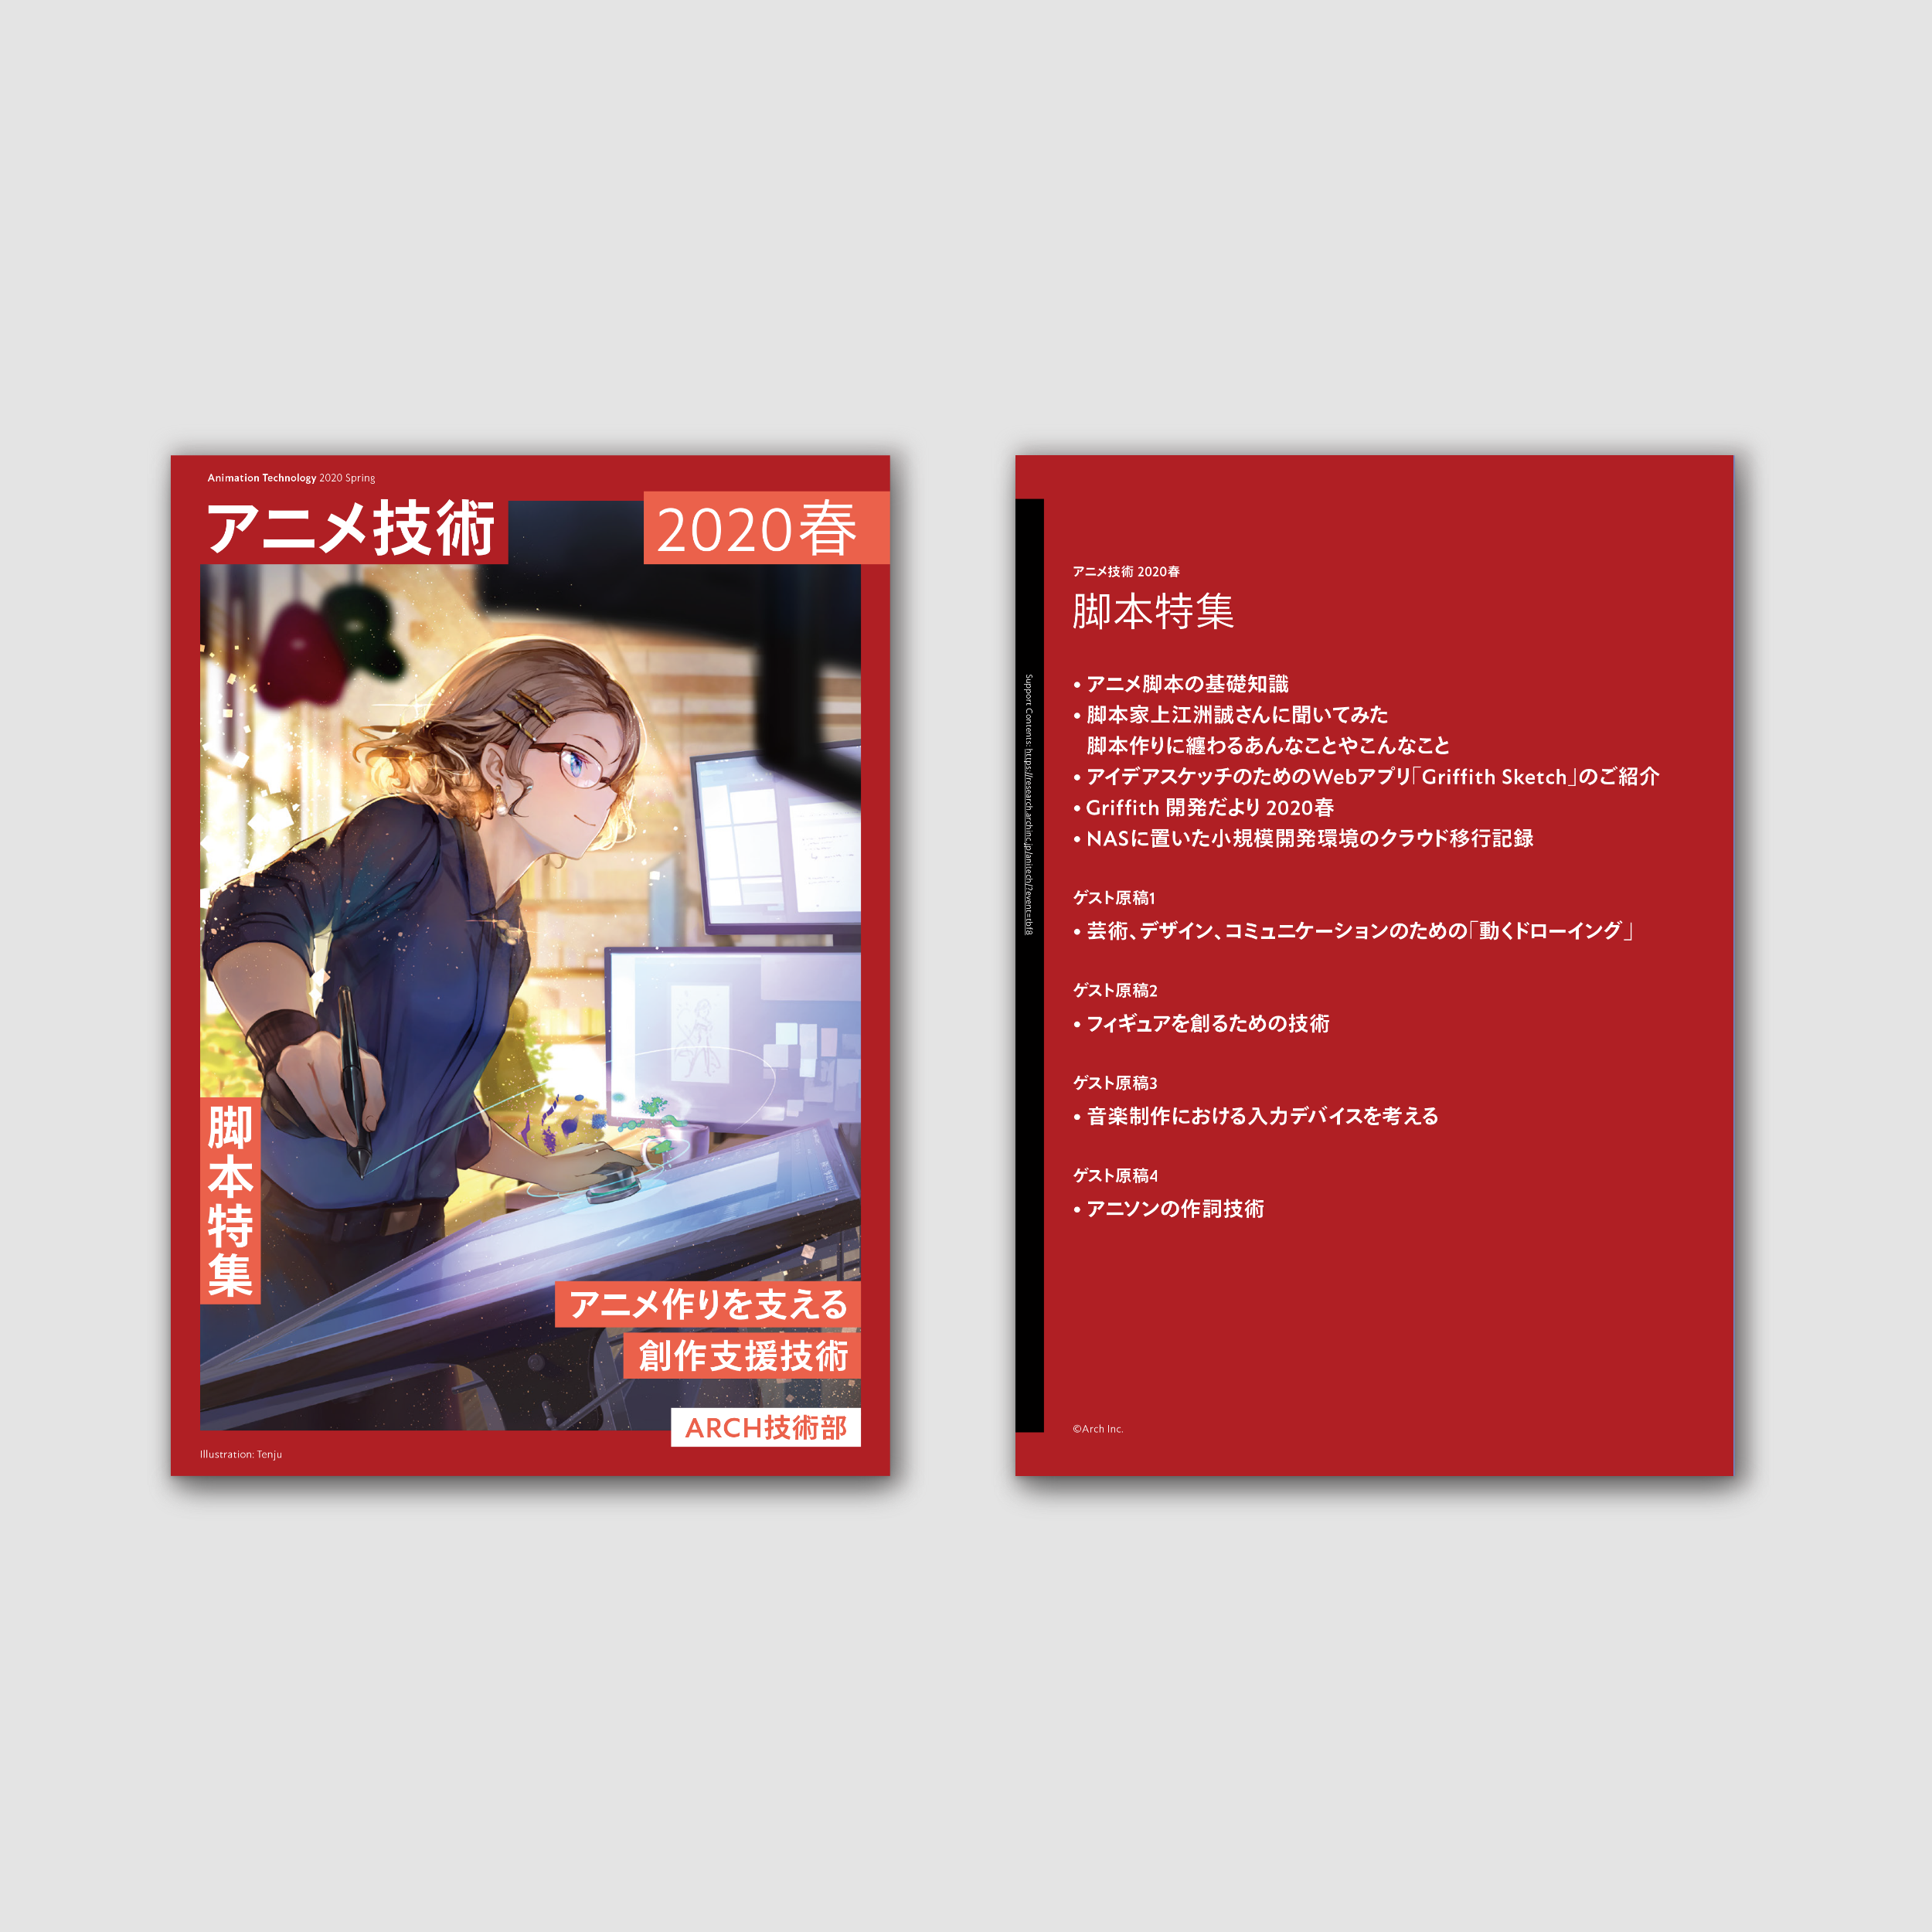 Animation Technology 2020 Spring
アニメ技術
2020春
脚本特集
アニメ作りを支える
創作支援技術
ARCH技術部
Illustration: Tenju
Support Contents: https://research.archinc.jp/anitech/?event=tbf8
アニメ技術 2020春
脚本特集
• アニメ脚本の基礎知識
• 脚本家上江洲誠さんに聞いてみた
脚本作りに纏わるあんなことやこんなこと
• アイデアスケッチのためのWebアプリ「Griffith Sketch」のご紹介
• Griffith 開発だより 2020春
• NASに置いた小規模開発環境のクラウド移行記録
ゲスト原稿1
• 芸術、デザイン、コミュニケーションのための「動くドローイング」
ゲスト原稿2
• フィギュアを創るための技術
ゲスト原稿3
• 音楽制作における入力デバイスを考える
ゲスト原稿4
• アニソンの作詞技術
©Arch Inc.